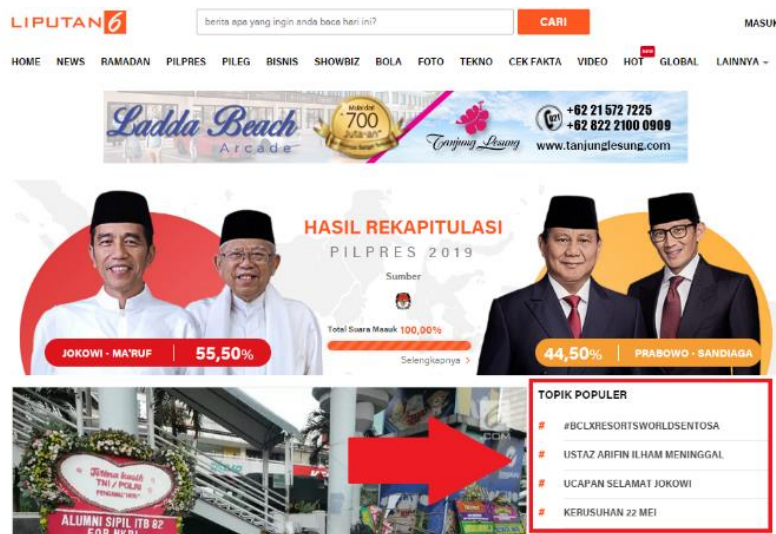 LIPUTAN6
berita apa yang ingin anda baca hari ini?
CARI
MASUK
HOME NEWS RAMADAN PILPRES PILEG BISNIS SHOWBIZ BOLA FOTO TEKNO CEK FAKTA VIDEO HOT GLOBAL LAINNYA
Ladda Beach
Arcade
700
Tanjung Lesung
021
+62 21 572 7225
+62 822 2100 0909
www.tanjunglesung.com
HASIL REKAPITULASI
PILPRES 2019
Sumber
Total Suara Masuk 100,00%
Selengkapnya >
JOKOWI - MA'RUF 55,50%
44,50% PRABOWO - SANDIAGA
TOPIK POPULER
# #BCLXRESORTSWORLDSENTOSA
# USTAZ ARIFIN ILHAM MENINGGAL
# UCAPAN SELAMAT JOKOWI
# KERUSUHAN 22 MEI
Terima kasih
TNI / POLRI
ALUMNI SIPIL ITB 82
FOR NKRI
.COM